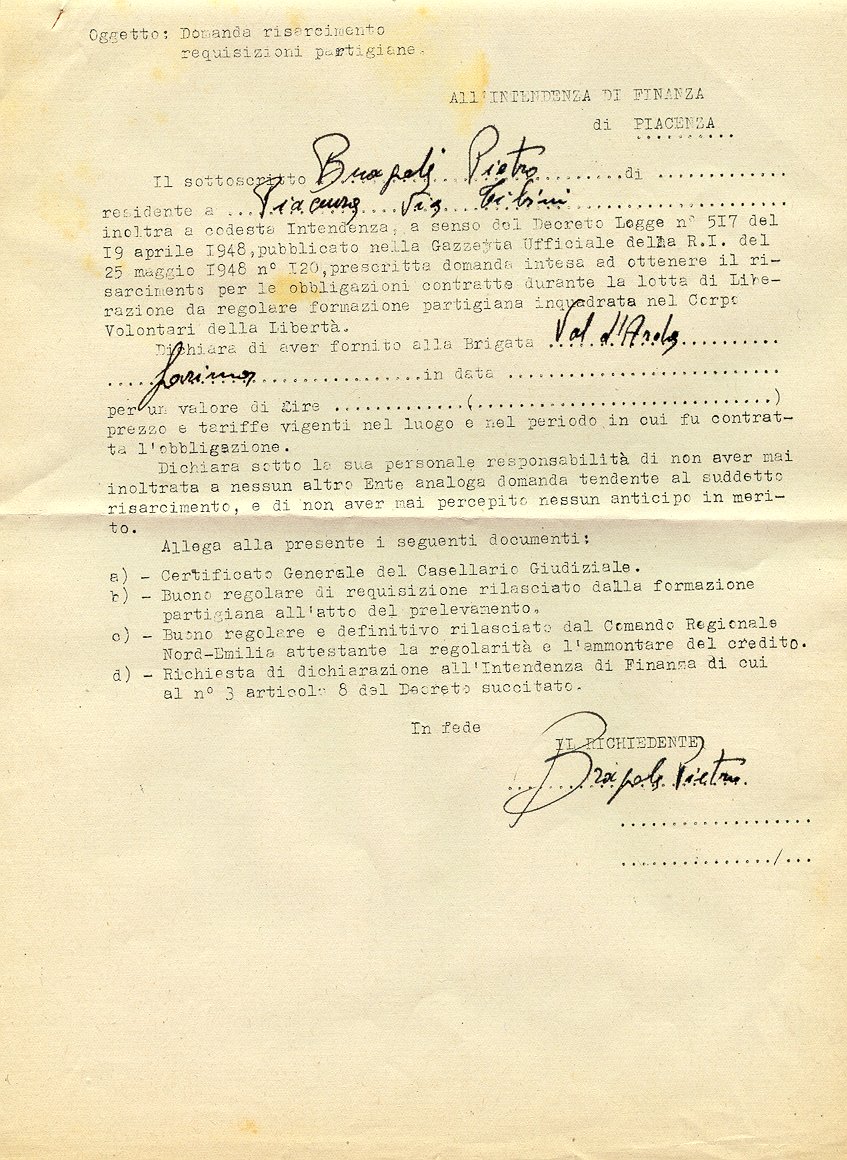 Oggetto: Domanda risarcimento
requisizioni partigiane.
All'INTENDENZA DI FINANZA
di PIACENZA
Il sottoscritto Pietro di
residente a Piacenza Via
inoltra a codesta Intendenza, a senso del Decreto Legge n° 517 del
19 aprile 1948,pubblicato nella Gazzetta Ufficiale della R.I. del
25 maggio 1948 n° 120,prescritta domanda intesa ad ottenere il ri-
sarcimento per le obbligazioni contratte durante la lotta di Libe-
razione da regolare formazione partigiana inquadrata nel Corpo
Volontari della Libertà.
Dichiara di aver fornito alla Brigata Val d'Arda
farina in data
per un valore di £ire (                    )
prezzo e tariffe vigenti nel luogo e nel periodo in cui fu contrat-
ta l'obbligazione.
Dichiara sotto la sua personale responsabilità di non aver mai
inoltrata a nessun altro Ente analoga domanda tendente al suddetto
risarcimento, e di non aver mai percepito nessun anticipo in meri-
to.
Allega alla presente i seguenti documenti:
a) - Certificato Generale del Casellario Giudiziale.
b) - Buono regolare di requisizione rilasciato dalla formazione
partigiana all'atto del prelevamento.
c) - Buono regolare e definitivo rilasciato dal Comando Regionale
Nord-Emilia attestante la regolarità e l'ammontare del credito.
d) - Richiesta di dichiarazione all'Intendenza di Finanza di cui
al n° 3 articolo 8 del Decreto succitato.
In fede
IL RICHIEDENTE
Pietro